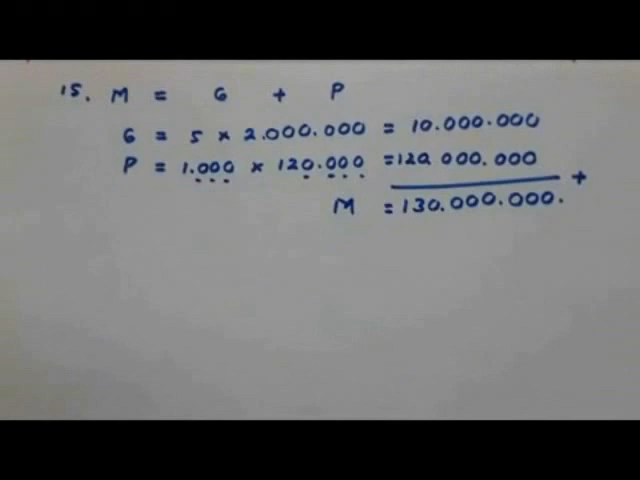 15. M = G + P
G = 5 × 2.000.000 = 10.000.000
P = 1.000 × 120.000 = 120.000.000
+
M = 130.000.000.